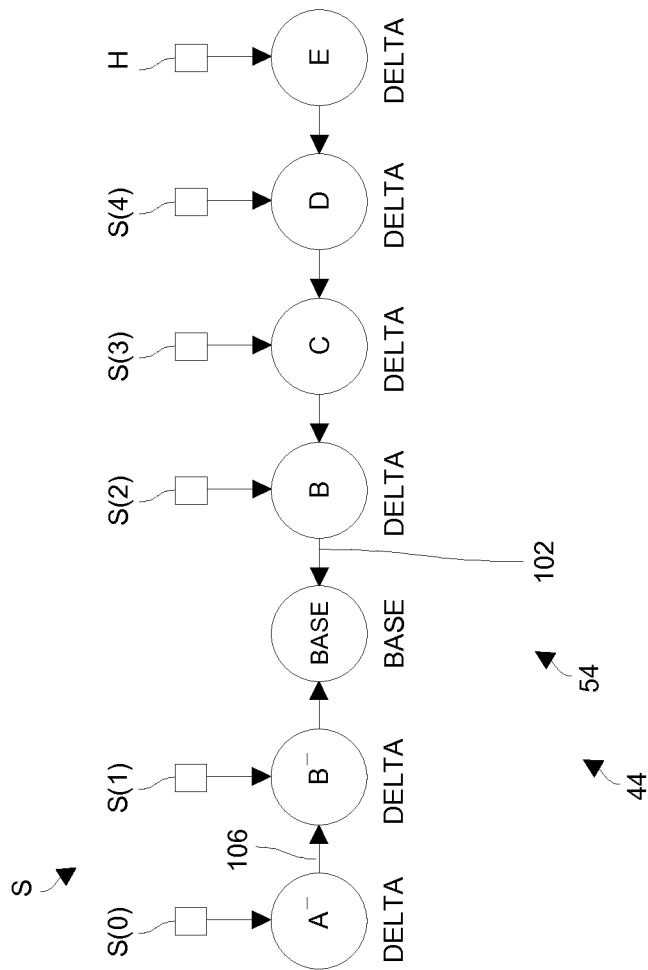 S
S(0)
S(1)
S(2)
S(3)
S(4)
H
106
A¯
B¯
BASE
B
C
D
E
102
DELTA
DELTA
BASE
DELTA
DELTA
DELTA
DELTA
54
44